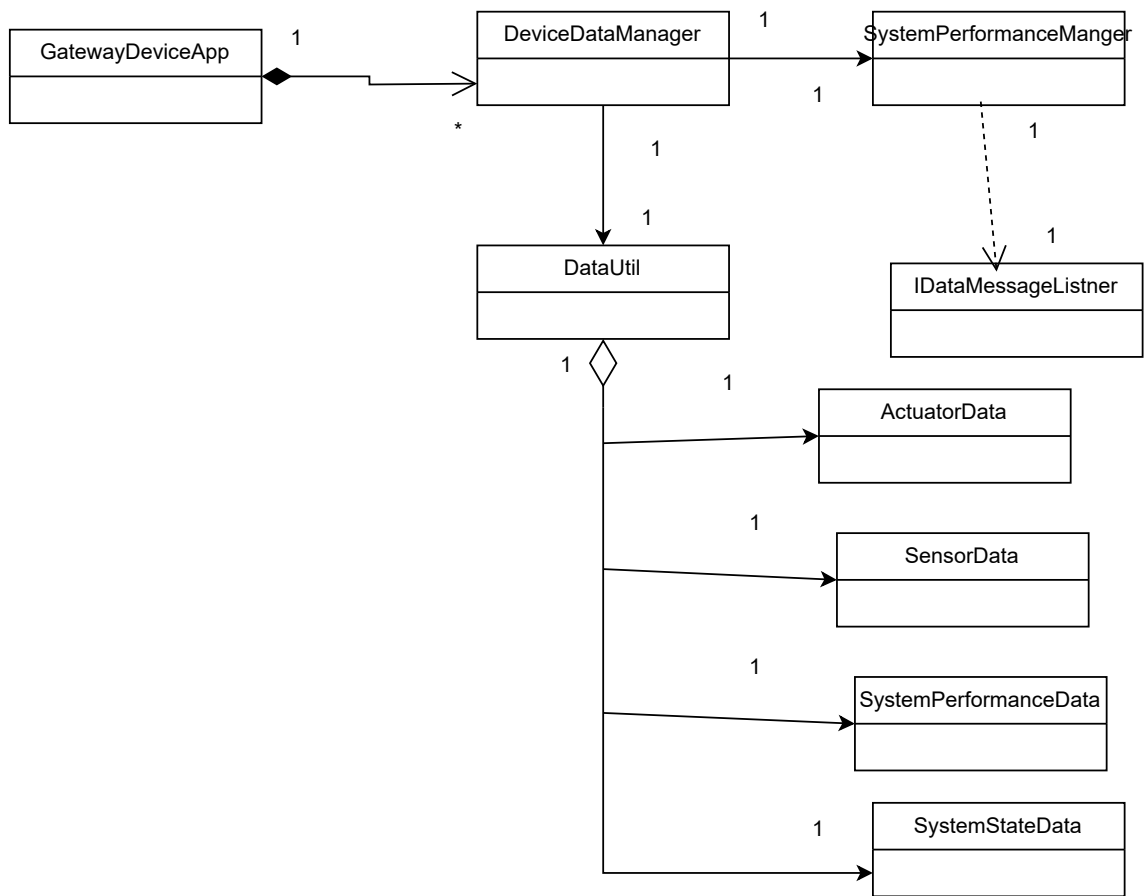 GatewayDeviceApp
1
*
DeviceDataManager
1
1
SystemPerformanceManger
1
1
IDataMessageListner
1
1
DataUtil
1
1
ActuatorData
1
SensorData
1
SystemPerformanceData
1
SystemStateData